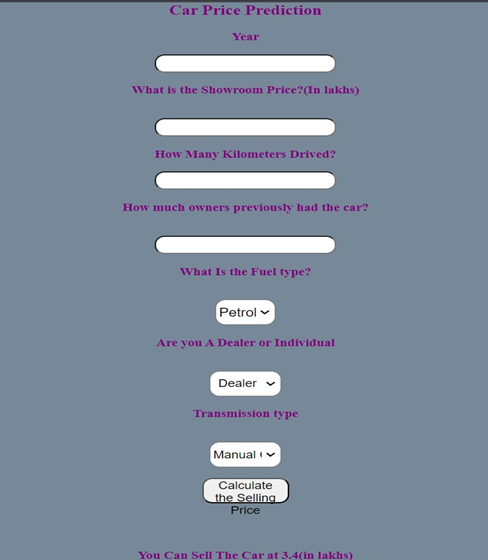 Car Price Prediction
Year
What is the Showroom Price?(In lakhs)
How Many Kilometers Drived?
How much owners previously had the car?
What Is the Fuel type?
Petrol
Are you A Dealer or Individual
Dealer
Transmission type
Manual (
Calculate
the Selling
Price
You Can Sell The Car at 3.4(in lakhs)